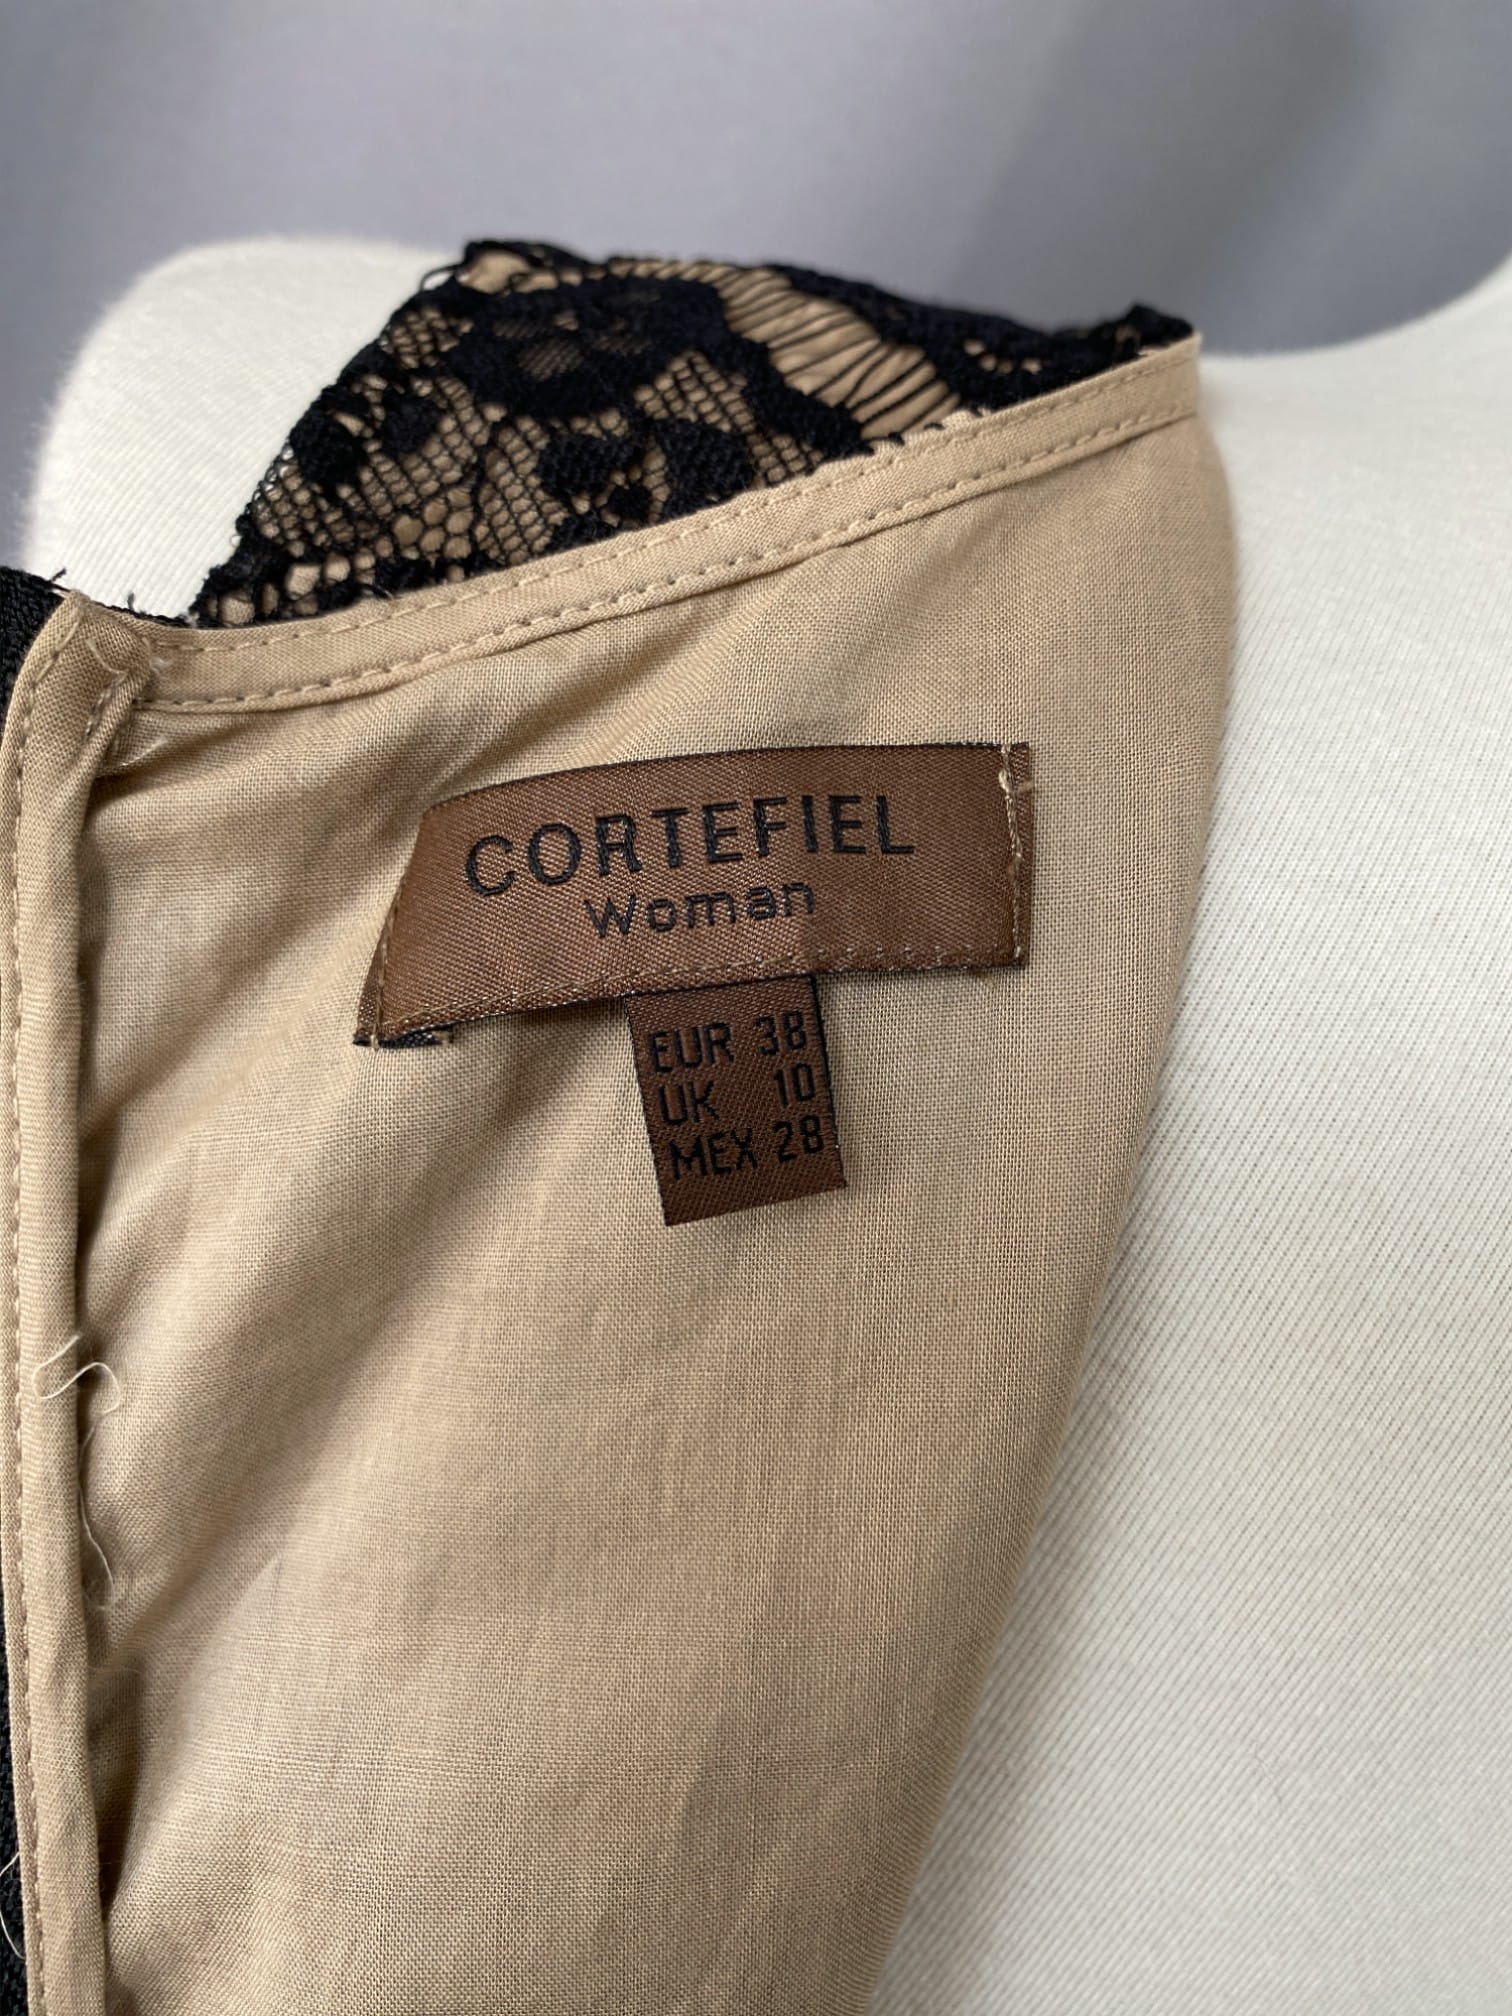 CORTEFIEL
Woman
EUR 38
UK 10
MEX 28